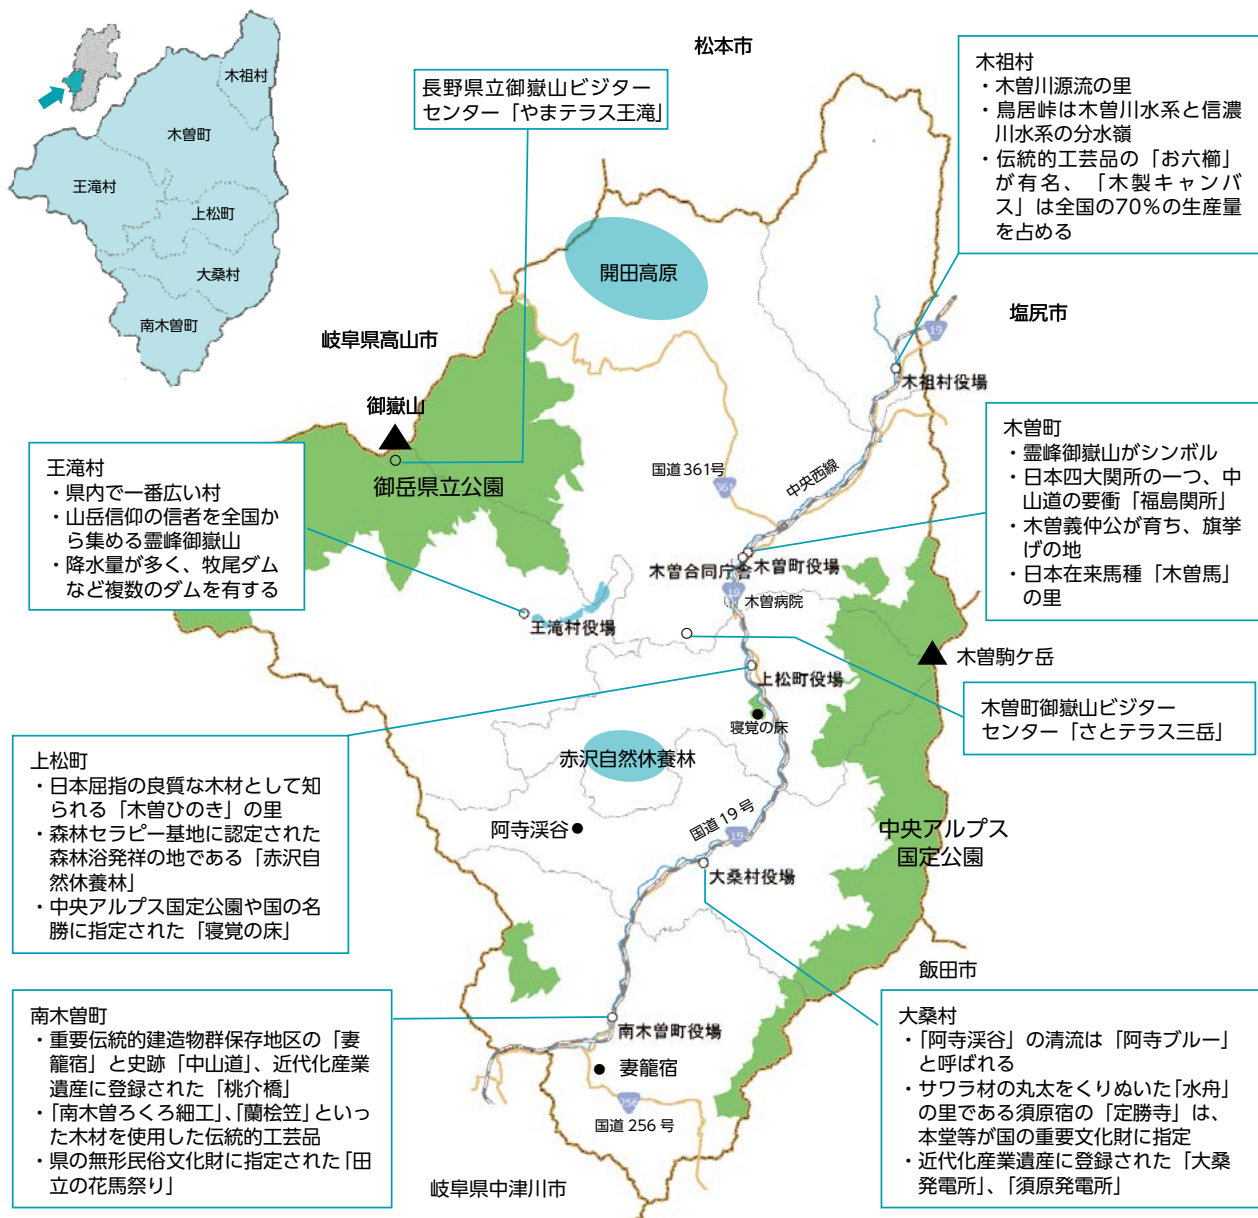 木祖村
木曽町
王滝村
上松町
大桑村
南木曽町
松本市
長野県立御嶽山ビジター
センター「やまテラス王滝」
木祖村
・木曽川源流の里
・鳥居峠は木曽川水系と信濃
川水系の分水嶺
・伝統的工芸品の「お六櫛」
が有名、「木製キャンバ
ス」は全国の70%の生産量
を占める
開田高原
塩尻市
19
岐阜県高山市
木祖村役場
御嶽山
御岳県立公園
国道361号
361
中央西線
木曽町
・霊峰御嶽山がシンボル
・日本四大関所の一つ、中
山道の要衝「福島関所」
・木曽義仲公が育ち、旗挙
げの地
・日本在来馬種「木曽馬」
の里
王滝村
・県内で一番広い村
・山岳信仰の信者を全国か
ら集める霊峰御嶽山
・降水量が多く、牧尾ダム
など複数のダムを有する
木曽合同庁舎
木曽町役場
19
木曽病院
王滝村役場
木曽駒ケ岳
上松町役場
木曽町御嶽山ビジター
センター「さとテラス三岳」
寝覚の床
赤沢自然休養林
上松町
・日本屈指の良質な木材として知
られる「木曽ひのき」の里
・森林セラピー基地に認定された
森林浴発祥の地である「赤沢自
然休養林」
・中央アルプス国定公園や国の名
勝に指定された「寝覚の床」
阿寺渓谷
国道19号
19
中央アルプス
国定公園
大桑村役場
飯田市
南木曽町
・重要伝統的建造物群保存地区の「妻
籠宿」と史跡「中山道」、近代化産業
遺産に登録された「桃介橋」
・「南木曽ろくろ細工」、「蘭桧笠」といっ
た木材を使用した伝統的工芸品
・県の無形民俗文化財に指定された「田
立の花馬祭り」
南木曽町役場
妻籠宿
256
国道256号
岐阜県中津川市
大桑村
・「阿寺渓谷」の清流は「阿寺ブルー」
と呼ばれる
・サワラ材の丸太をくりぬいた「水舟」
の里である須原宿の「定勝寺」は、
本堂等が国の重要文化財に指定
・近代化産業遺産に登録された「大桑
発電所」、「須原発電所」